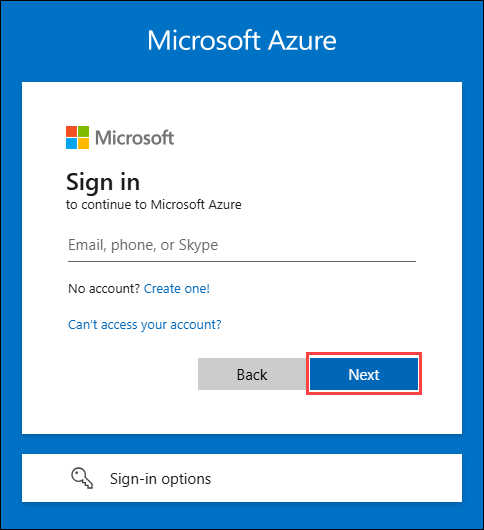 Microsoft Azure
Microsoft
Sign in
to continue to Microsoft Azure
Email, phone, or Skype
No account? Create one!
Can't access your account?
Back Next
Sign-in options